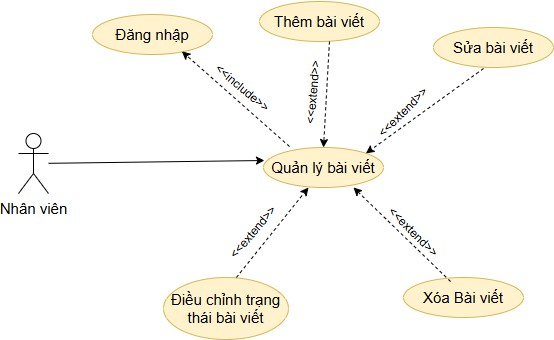 Thêm bài viết
Đăng nhập
Sửa bài viết
<<include>>
<<extend>>
<<extend>>
Quản lý bài viết
Nhân viên
<<extend>>
<<extend>>
Điều chỉnh trạng
thái bài viết
Xóa Bài viết